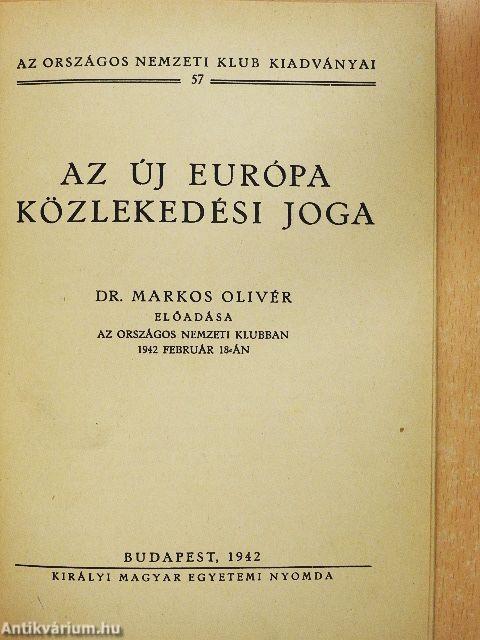 AZ ORSZÁGOS NEMZETI KLUB KIADVÁNYAI
57
AZ ÚJ EURÓPA
KÖZLEKEDÉSI JOGA
DR. MARKOS OLIVÉR
ELŐADÁSA
AZ ORSZÁGOS NEMZETI KLUBBAN
1942 FEBRUÁR 18-ÁN
BUDAPEST, 1942
KIRÁLYI MAGYAR EGYETEMI NYOMDA
Antikvárium.hu